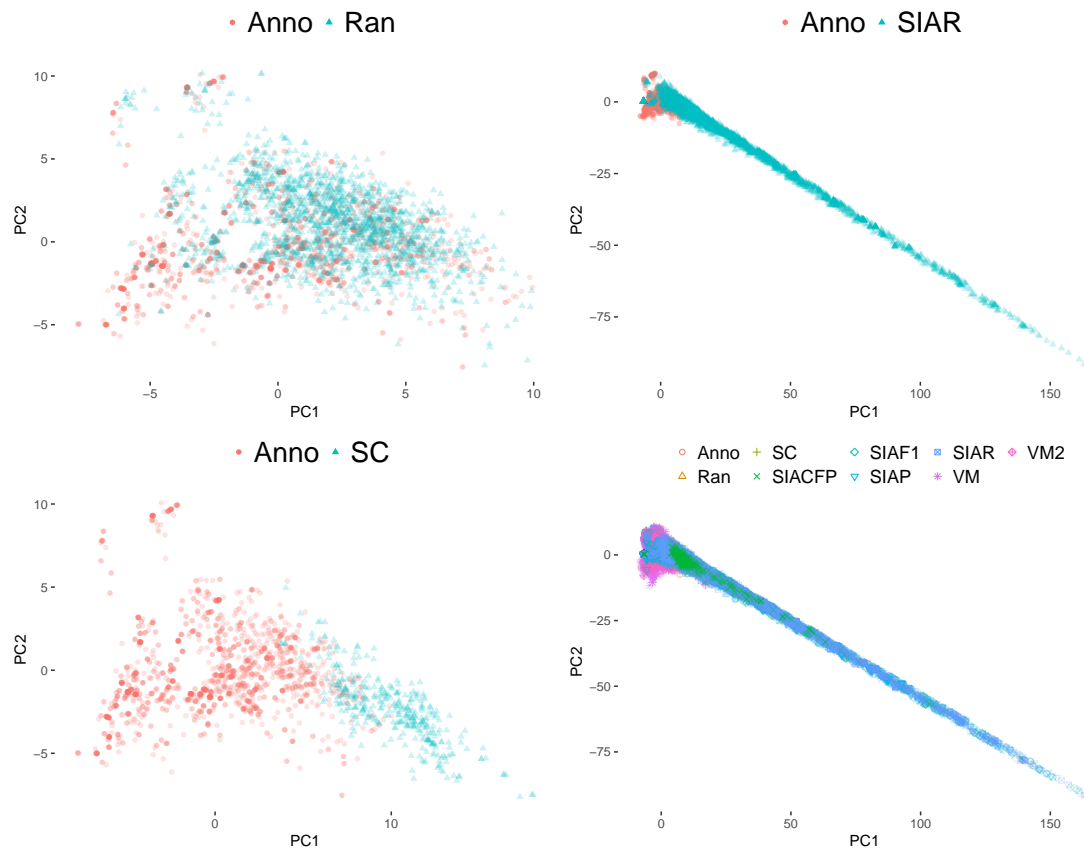 Anno Ran
10
5
0
−5
PC2
−5 0 5 10
PC1
Anno SIAR
0
−25
−50
−75
PC2
0 50 100 150
PC1
Anno SC
10
5
0
−5
PC2
0 10
PC1
Anno SC SIAF1 SIAR VM2
Ran SIACFP SIAP VM
0
−25
−50
−75
PC2
0 50 100 150
PC1